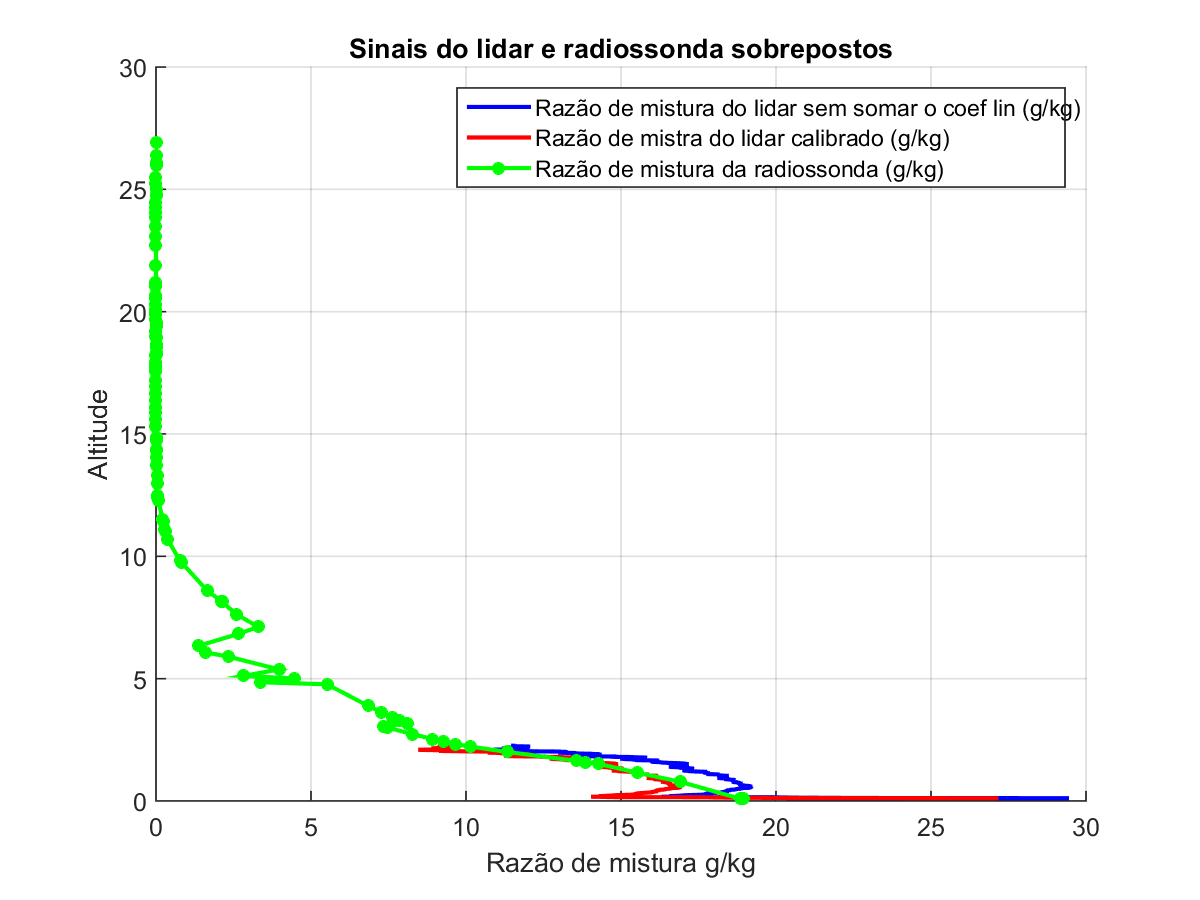 Sinais do lidar e radiossonda sobrepostos
30
25
20
15
10
5
0
Altitude
Razão de mistura do lidar sem somar o coef lin (g/kg)
Razão de mistra do lidar calibrado (g/kg)
Razão de mistura da radiossonda (g/kg)
0 5 10 15 20 25 30
Razão de mistura g/kg